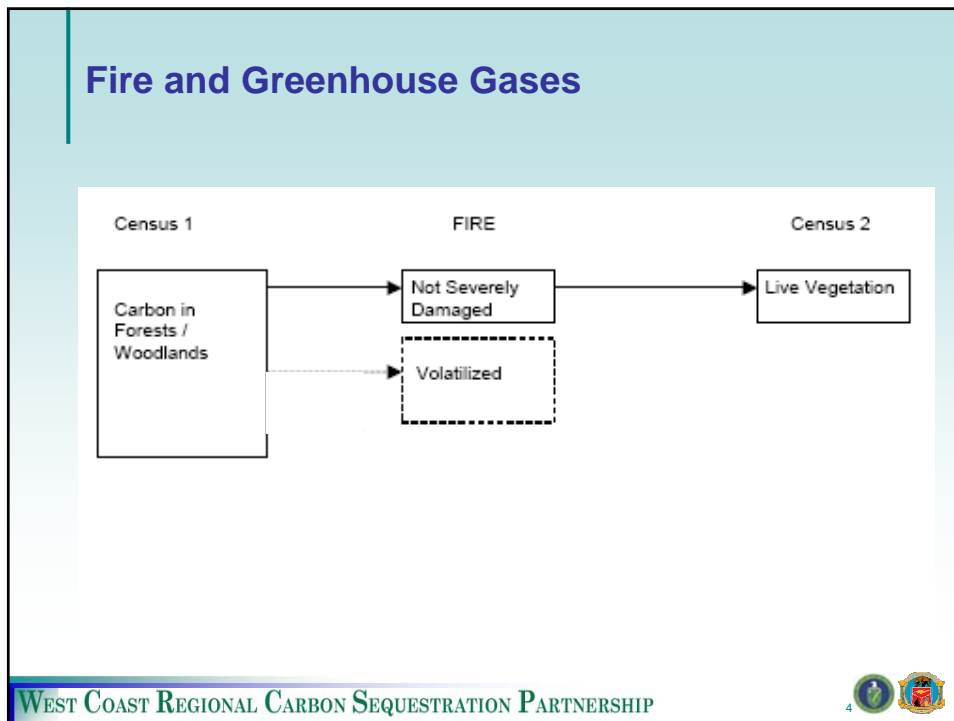 Fire and Greenhouse Gases
Census 1
FIRE
Census 2
Carbon in
Forests /
Woodlands
Not Severely
Damaged
Live Vegetation
Volatilized
WEST COAST REGIONAL CARBON SEQUESTRATION PARTNERSHIP
4